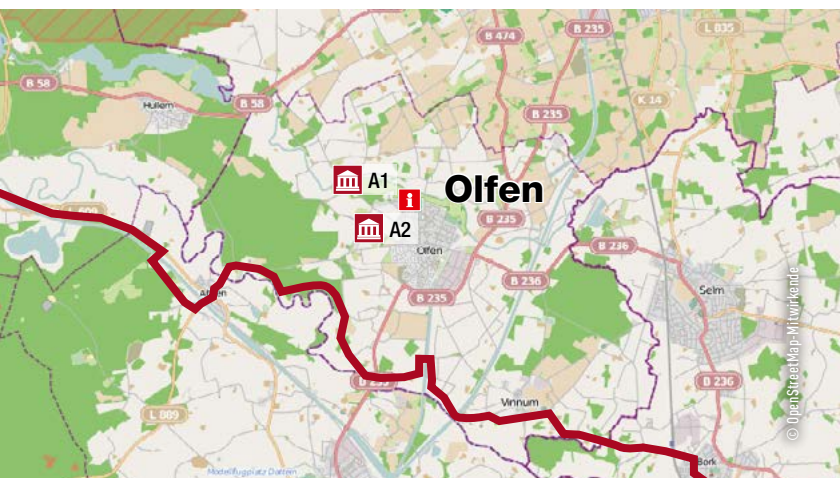 B 474
B 235
L 835
B 58
K 14
Hullern
B 58
B 235
A1
Olfen
i
B 235
A2
Olfen
B 236
B 236
Selm
B 235
B 236
L 889
Vinnum
Bork
Modellflugplatz Datteln
© OpenStreetMap-Mitwirkende